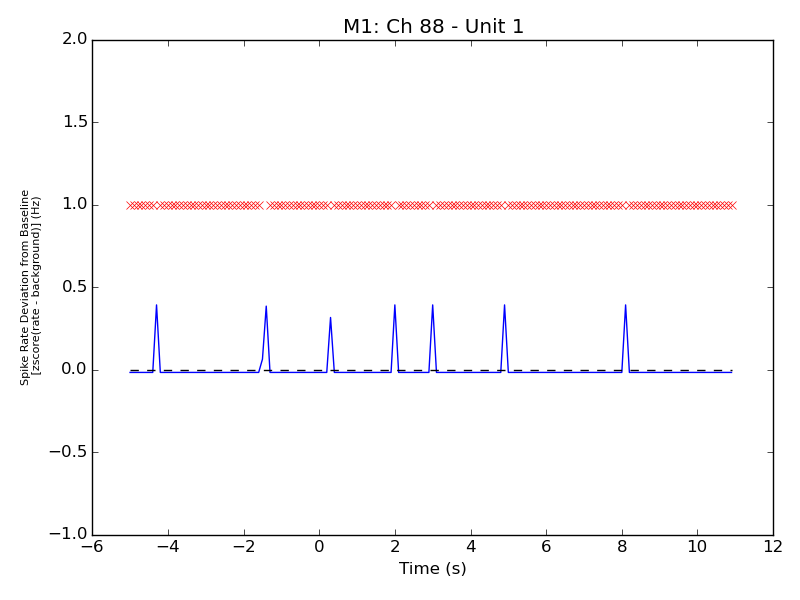 M1: Ch 88 - Unit 1
2.0
1.5
1.0
0.5
0.0
−0.5
−1.0
Spike Rate Deviation from Baseline
[zscore(rate - background)] (Hz)
−6 −4 −2 0 2 4 6 8 10 12
Time (s)